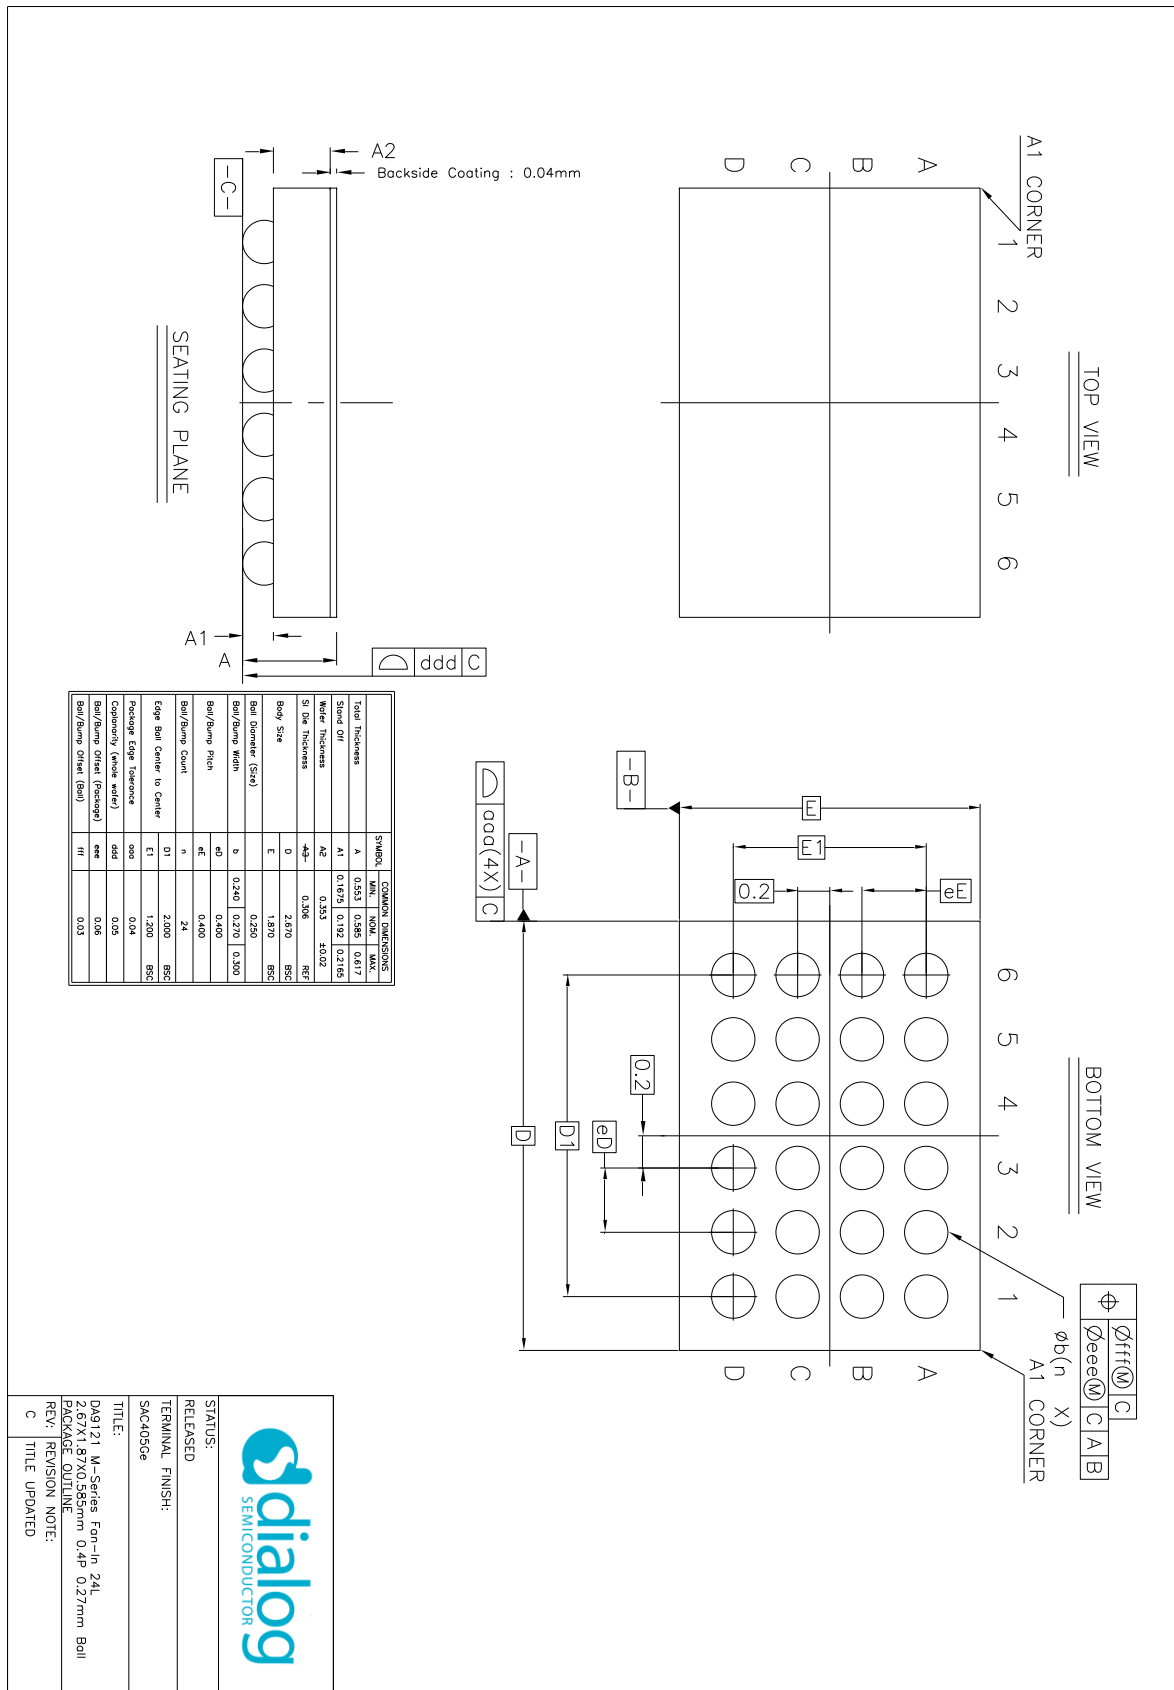 TOP VIEW
A1 CORNER
1 2 3 4 5 6
A
B
C
D
A2
Backside Coating : 0.04mm
-C-
SEATING PLANE
A1
A
ddd C
BOTTOM VIEW
6 5 4 3 2 1
A
B
C
D
A1 CORNER
Øb(n X)
Øfff Ⓜ C
Øeee Ⓜ C A B
-B-
E
E1
eE
0.2
-A-
aaa(4X) C
0.2
eD
D1
D
SYMBOL COMMON DIMENSIONS
MIN. NOM. MAX.
Total Thickness A 0.553 0.585 0.617
Stand Off A1 0.1675 0.192 0.2165
Wafer Thickness A2 0.353 ±0.02
Si Die Thickness A3 0.306 REF
Body Size D 2.670 BSC
E 1.870 BSC
Ball Diameter (Size) 0.250
Ball/Bump Width b 0.240 0.270 0.300
Ball/Bump Pitch eD 0.400
eE 0.400
Ball/Bump Count n 24
Edge Ball Center to Center D1 2.000 BSC
E1 1.200 BSC
Package Edge Tolerance aaa 0.04
Coplanarity (whole wafer) ddd 0.05
Ball/Bump Offset (Package) eee 0.06
Ball/Bump Offset (Ball) fff 0.03
dialog
SEMICONDUCTOR
STATUS:
RELEASED
TERMINAL FINISH:
SAC405Ge
TITLE:
DA9121 M-Series Fan-In 24L
2.67X1.87X0.585mm 0.4P 0.27mm Ball
PACKAGE OUTLINE
REV: REVISION NOTE:
C TITLE UPDATED